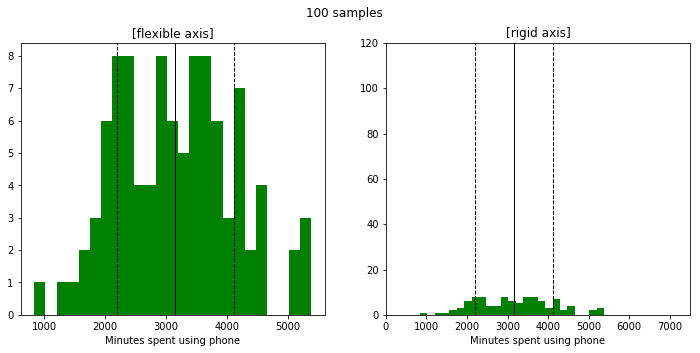 100 samples
[flexible axis]
8
7
6
5
4
3
2
1
0
1000 2000 3000 4000 5000
Minutes spent using phone
[rigid axis]
120
100
80
60
40
20
0
0 1000 2000 3000 4000 5000 6000 7000
Minutes spent using phone